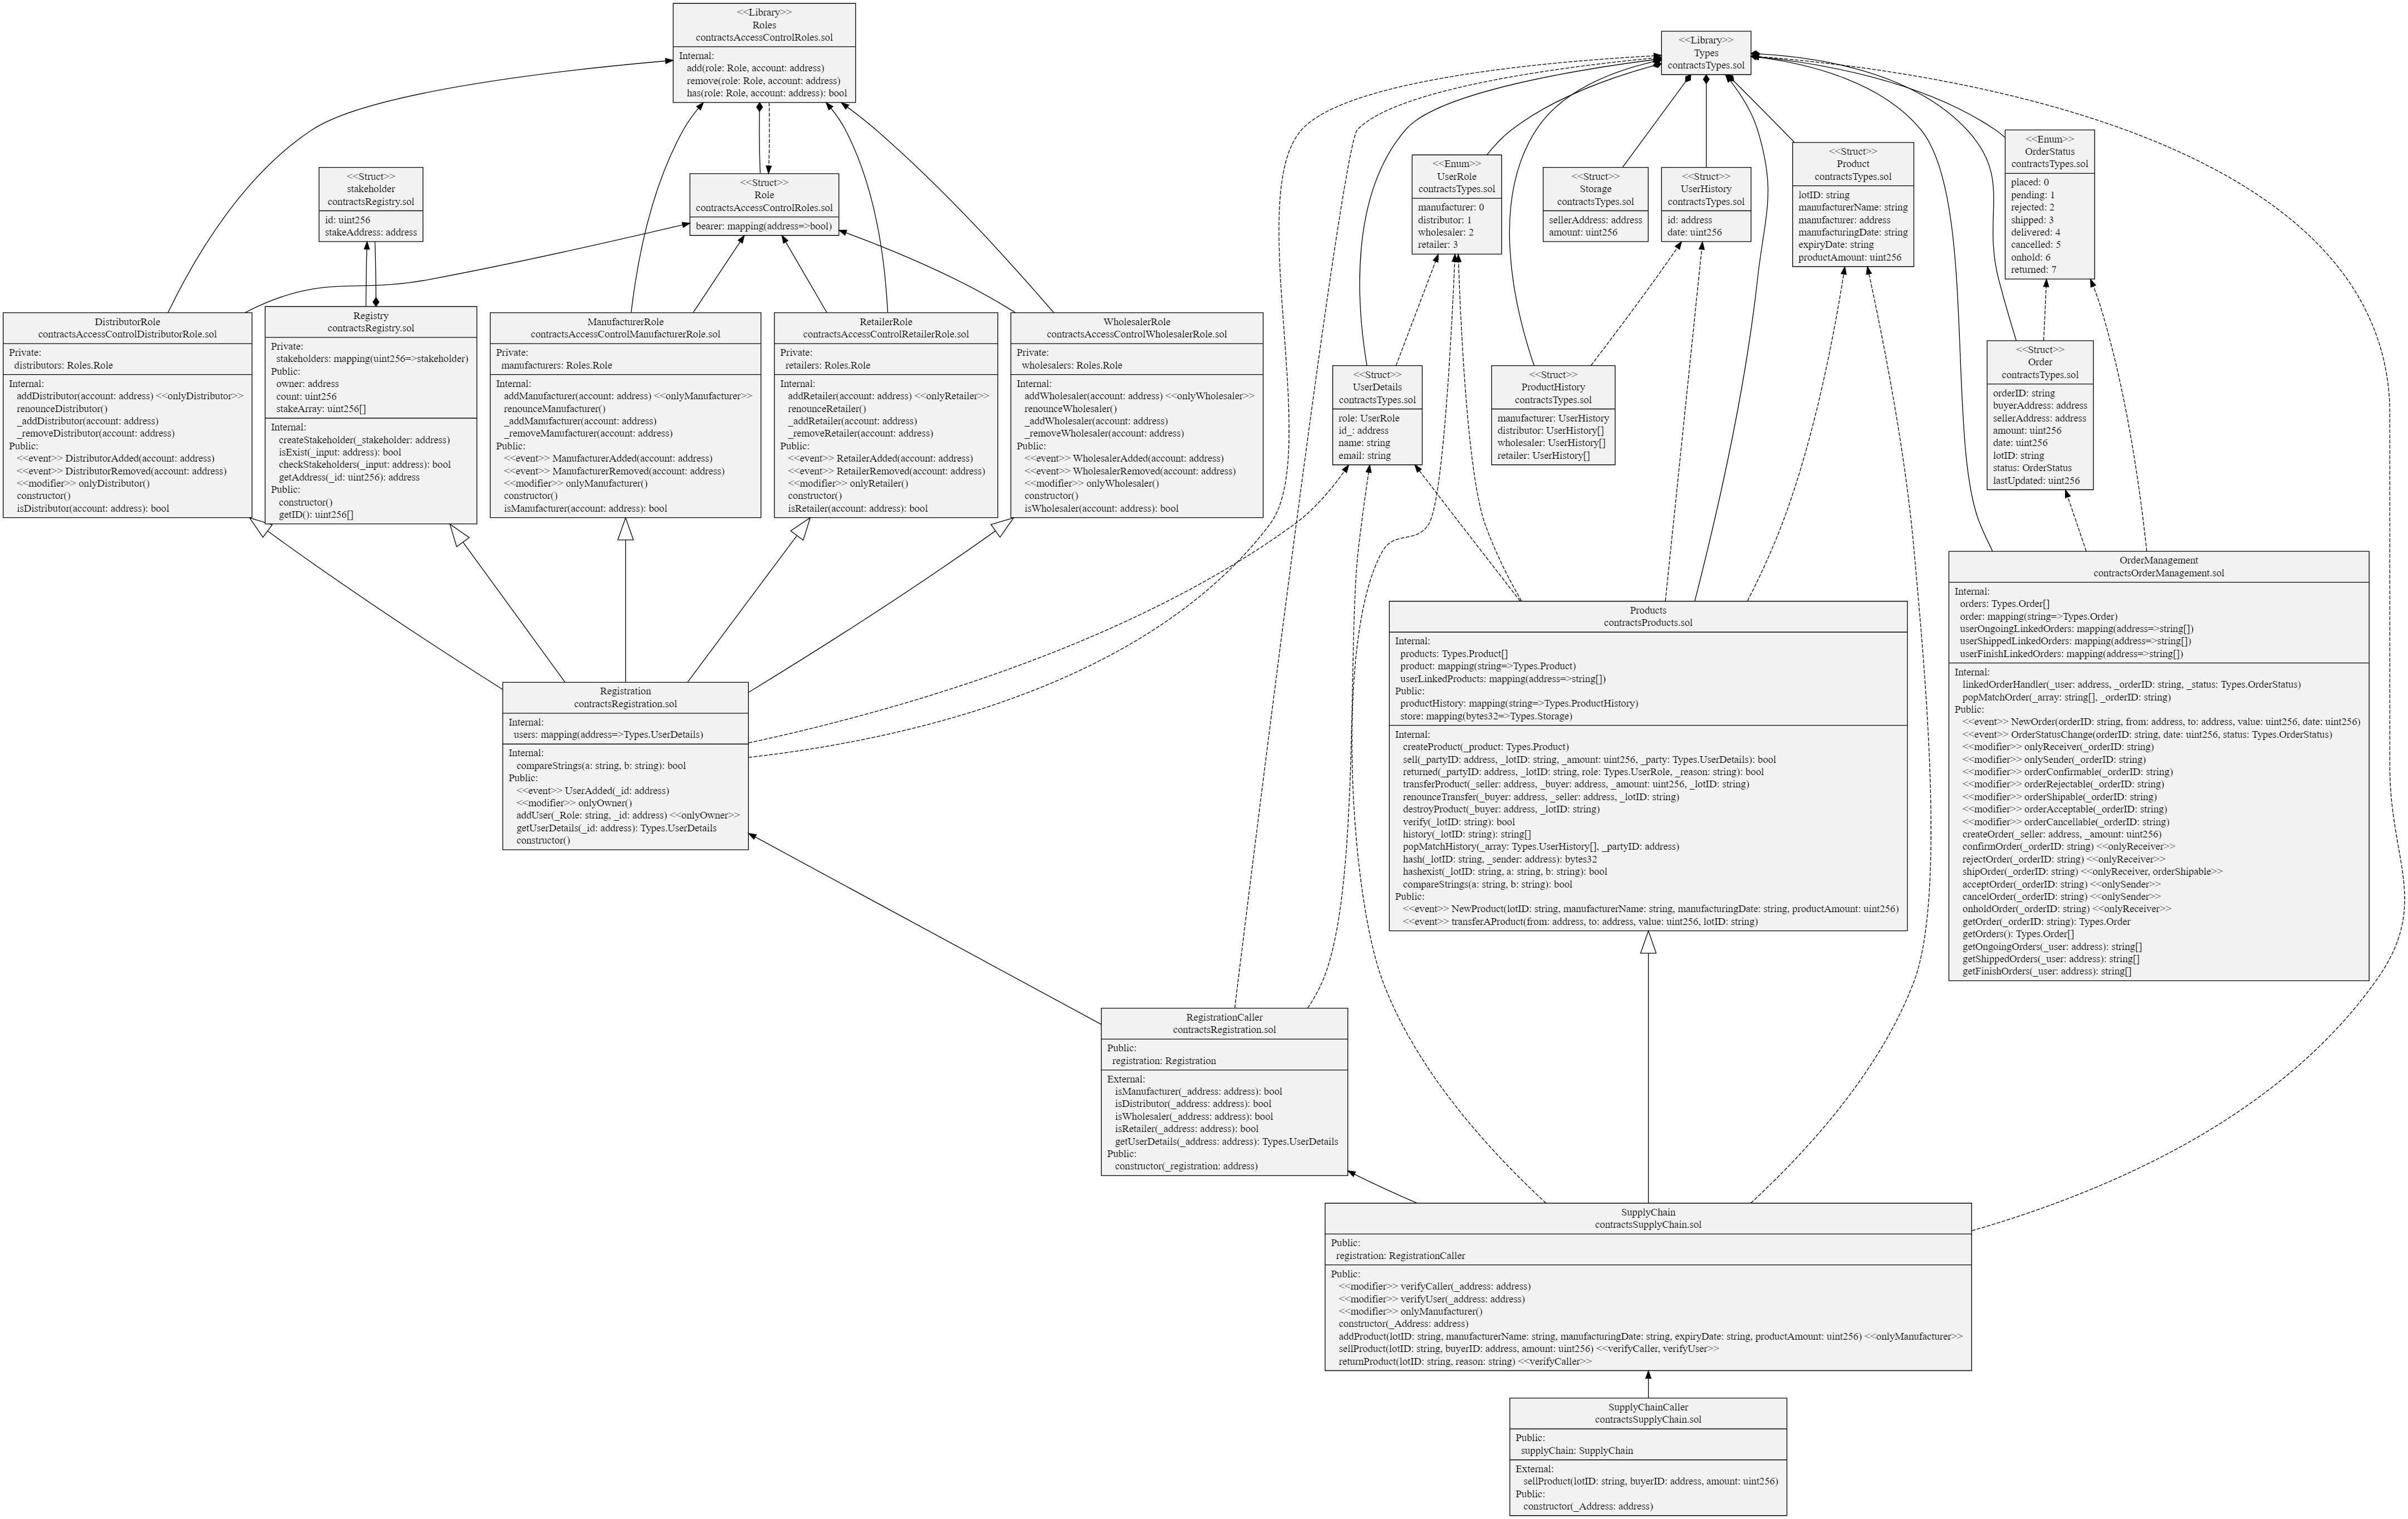 <<Library>>
Roles
contractsAccessControlRoles.sol
Internal:
add(role: Role, account: address)
remove(role: Role, account: address)
has(role: Role, account: address): bool
<<Library>>
Types
contractsTypes.sol
<<Struct>>
stakeholder
contractsRegistry.sol
id: uint256
stakeAddress: address
<<Struct>>
Role
contractsAccessControlRoles.sol
bearer: mapping(address=>bool)
<<Enum>>
UserRole
contractsTypes.sol
manufacturer: 0
distributor: 1
wholesaler: 2
retailer: 3
<<Struct>>
Storage
contractsTypes.sol
sellerAddress: address
amount: uint256
<<Struct>>
UserHistory
contractsTypes.sol
id: address
date: uint256
<<Struct>>
Product
contractsTypes.sol
lotID: string
manufacturerName: string
manufacturer: address
manufacturingDate: string
expiryDate: string
productAmount: uint256
<<Enum>>
OrderStatus
contractsTypes.sol
placed: 0
pending: 1
rejected: 2
shipped: 3
delivered: 4
cancelled: 5
onhold: 6
returned: 7
DistributorRole
contractsAccessControlDistributorRole.sol
Private:
distributors: Roles.Role
Internal:
addDistributor(account: address) <<onlyDistributor>>
renounceDistributor()
_addDistributor(account: address)
_removeDistributor(account: address)
Public:
<<event>> DistributorAdded(account: address)
<<event>> DistributorRemoved(account: address)
<<modifier>> onlyDistributor()
constructor()
isDistributor(account: address): bool
Registry
contractsRegistry.sol
Private:
stakeholders: mapping(uint256=>stakeholder)
Public:
owner: address
count: uint256
stakeArray: uint256[]
Internal:
createStakeholder(_stakeholder: address)
isExist(_input: address): bool
checkStakeholders(_input: address): bool
getAddress(_id: uint256): address
Public:
constructor()
getID(): uint256[]
ManufacturerRole
contractsAccessControlManufacturerRole.sol
Private:
manufacturers: Roles.Role
Internal:
addManufacturer(account: address) <<onlyManufacturer>>
renounceManufacturer()
_addManufacturer(account: address)
_removeManufacturer(account: address)
Public:
<<event>> ManufacturerAdded(account: address)
<<event>> ManufacturerRemoved(account: address)
<<modifier>> onlyManufacturer()
constructor()
isManufacturer(account: address): bool
RetailerRole
contractsAccessControlRetailerRole.sol
Private:
retailers: Roles.Role
Internal:
addRetailer(account: address) <<onlyRetailer>>
renounceRetailer()
_addRetailer(account: address)
_removeRetailer(account: address)
Public:
<<event>> RetailerAdded(account: address)
<<event>> RetailerRemoved(account: address)
<<modifier>> onlyRetailer()
constructor()
isRetailer(account: address): bool
WholesalerRole
contractsAccessControlWholesalerRole.sol
Private:
wholesalers: Roles.Role
Internal:
addWholesaler(account: address) <<onlyWholesaler>>
renounceWholesaler()
_addWholesaler(account: address)
_removeWholesaler(account: address)
Public:
<<event>> WholesalerAdded(account: address)
<<event>> WholesalerRemoved(account: address)
<<modifier>> onlyWholesaler()
constructor()
isWholesaler(account: address): bool
<<Struct>>
UserDetails
contractsTypes.sol
role: UserRole
id_: address
name: string
email: string
<<Struct>>
ProductHistory
contractsTypes.sol
manufacturer: UserHistory
distributor: UserHistory[]
wholesaler: UserHistory[]
retailer: UserHistory[]
<<Struct>>
Order
contractsTypes.sol
orderID: string
buyerAddress: address
sellerAddress: address
amount: uint256
date: uint256
lotID: string
status: OrderStatus
lastUpdated: uint256
Registration
contractsRegistration.sol
Internal:
users: mapping(address=>Types.UserDetails)
Internal:
compareStrings(a: string, b: string): bool
Public:
<<event>> UserAdded(_id: address)
<<modifier>> onlyOwner()
addUser(_Role: string, _id: address) <<onlyOwner>>
getUserDetails(_id: address): Types.UserDetails
constructor()
Products
contractsProducts.sol
Internal:
products: Types.Product[]
product: mapping(string=>Types.Product)
userLinkedProducts: mapping(address=>string[])
Public:
productHistory: mapping(string=>Types.ProductHistory)
store: mapping(bytes32=>Types.Storage)
Internal:
createProduct(_product: Types.Product)
sell(_partyID: address, _lotID: string, _amount: uint256, _party: Types.UserDetails): bool
returned(_partyID: address, _lotID: string, role: Types.UserRole, _reason: string): bool
transferProduct(_seller: address, _buyer: address, _amount: uint256, _lotID: string)
renounceTransfer(_buyer: address, _seller: address, _lotID: string)
destroyProduct(_buyer: address, _lotID: string)
verify(_lotID: string): bool
history(_lotID: string): string[]
popMatchHistory(_array: Types.UserHistory[], _partyID: address)
hash(_lotID: string, _sender: address): bytes32
hashexist(_lotID: string, a: string, b: string): bool
compareStrings(a: string, b: string): bool
Public:
<<event>> NewProduct(lotID: string, manufacturerName: string, manufacturingDate: string, productAmount: uint256)
<<event>> transferAProduct(from: address, to: address, value: uint256, lotID: string)
OrderManagement
contractsOrderManagement.sol
Internal:
orders: Types.Order[]
order: mapping(string=>Types.Order)
userOngoingLinkedOrders: mapping(address=>string[])
userShippedLinkedOrders: mapping(address=>string[])
userFinishLinkedOrders: mapping(address=>string[])
Internal:
linkedOrderHandler(_user: address, _orderID: string, _status: Types.OrderStatus)
popMatchOrder(_array: string[], _orderID: string)
Public:
<<event>> NewOrder(orderID: string, from: address, to: address, value: uint256, date: uint256)
<<event>> OrderStatusChange(orderID: string, date: uint256, status: Types.OrderStatus)
<<modifier>> onlyReceiver(_orderID: string)
<<modifier>> onlySender(_orderID: string)
<<modifier>> orderConfirmable(_orderID: string)
<<modifier>> orderRejectable(_orderID: string)
<<modifier>> orderShipable(_orderID: string)
<<modifier>> orderAcceptable(_orderID: string)
<<modifier>> orderCancellable(_orderID: string)
createOrder(_seller: address, _amount: uint256)
confirmOrder(_orderID: string) <<onlyReceiver>>
rejectOrder(_orderID: string) <<onlyReceiver>>
shipOrder(_orderID: string) <<onlyReceiver, orderShipable>>
acceptOrder(_orderID: string) <<onlySender>>
cancelOrder(_orderID: string) <<onlySender>>
onholdOrder(_orderID: string) <<onlyReceiver>>
getOrder(_orderID: string): Types.Order
getOrders(): Types.Order[]
getOngoingOrders(_user: address): string[]
getShippedOrders(_user: address): string[]
getFinishOrders(_user: address): string[]
RegistrationCaller
contractsRegistration.sol
Public:
registration: Registration
External:
isManufacturer(_address: address): bool
isDistributor(_address: address): bool
isWholesaler(_address: address): bool
isRetailer(_address: address): bool
getUserDetails(_address: address): Types.UserDetails
Public:
constructor(_registration: address)
SupplyChain
contractsSupplyChain.sol
Public:
registration: RegistrationCaller
Public:
<<modifier>> verifyCaller(_address: address)
<<modifier>> verifyUser(_address: address)
<<modifier>> onlyManufacturer()
constructor(_Address: address)
addProduct(lotID: string, manufacturerName: string, manufacturingDate: string, expiryDate: string, productAmount: uint256) <<onlyManufacturer>>
sellProduct(lotID: string, buyerID: address, amount: uint256) <<verifyCaller, verifyUser>>
returnProduct(lotID: string, reason: string) <<verifyCaller>>
SupplyChainCaller
contractsSupplyChain.sol
Public:
supplyChain: SupplyChain
External:
sellProduct(lotID: string, buyerID: address, amount: uint256)
Public:
constructor(_Address: address)